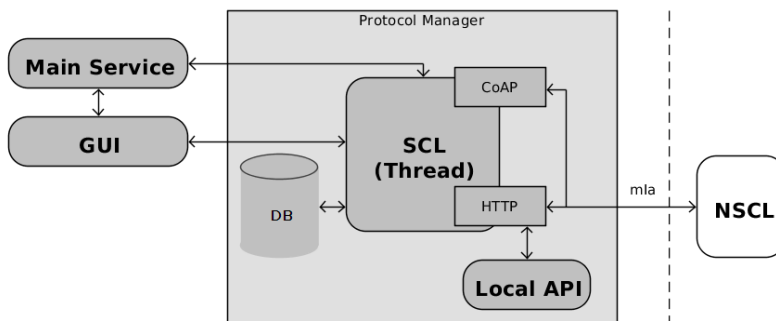 Protocol Manager
Main Service
CoAP
GUI
SCL
(Thread)
DB
HTTP
mIa
NSCL
Local API